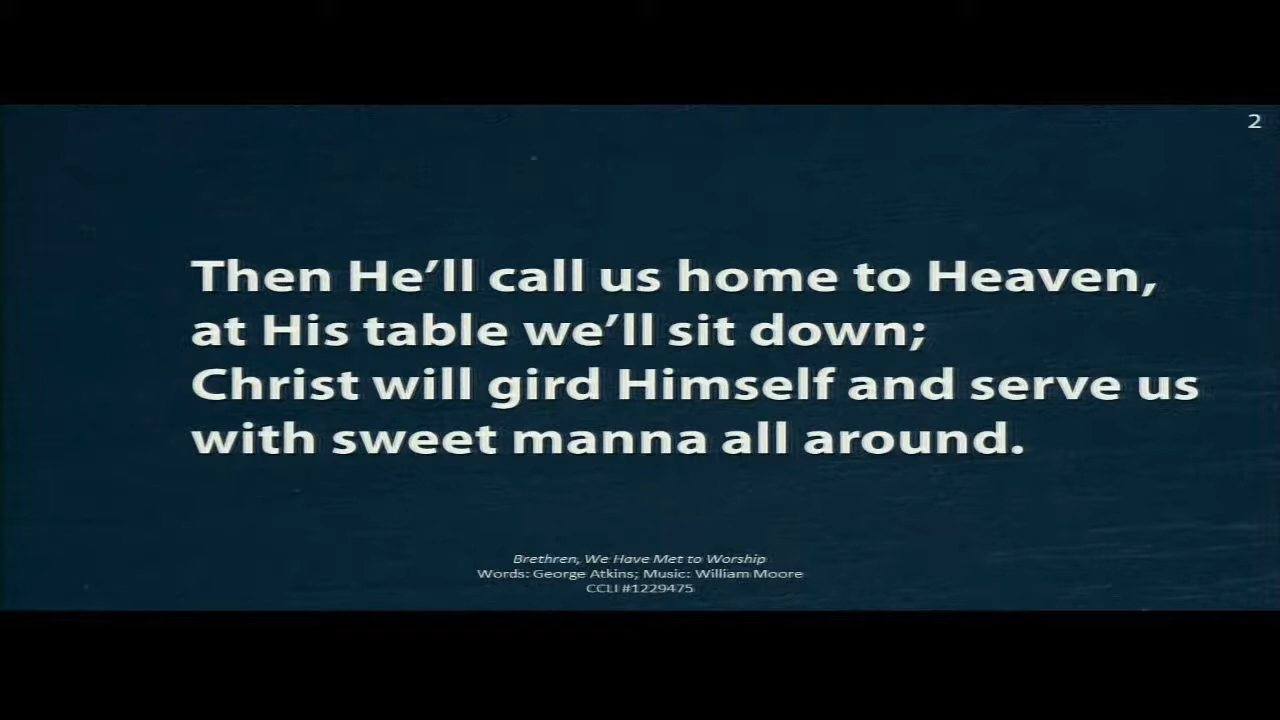 2
Then He’ll call us home to Heaven,
at His table we’ll sit down;
Christ will gird Himself and serve us
with sweet manna all around.
Brethren, We Have Met to Worship
Words: George Atkins; Music: William Moore
CCLI #1229475